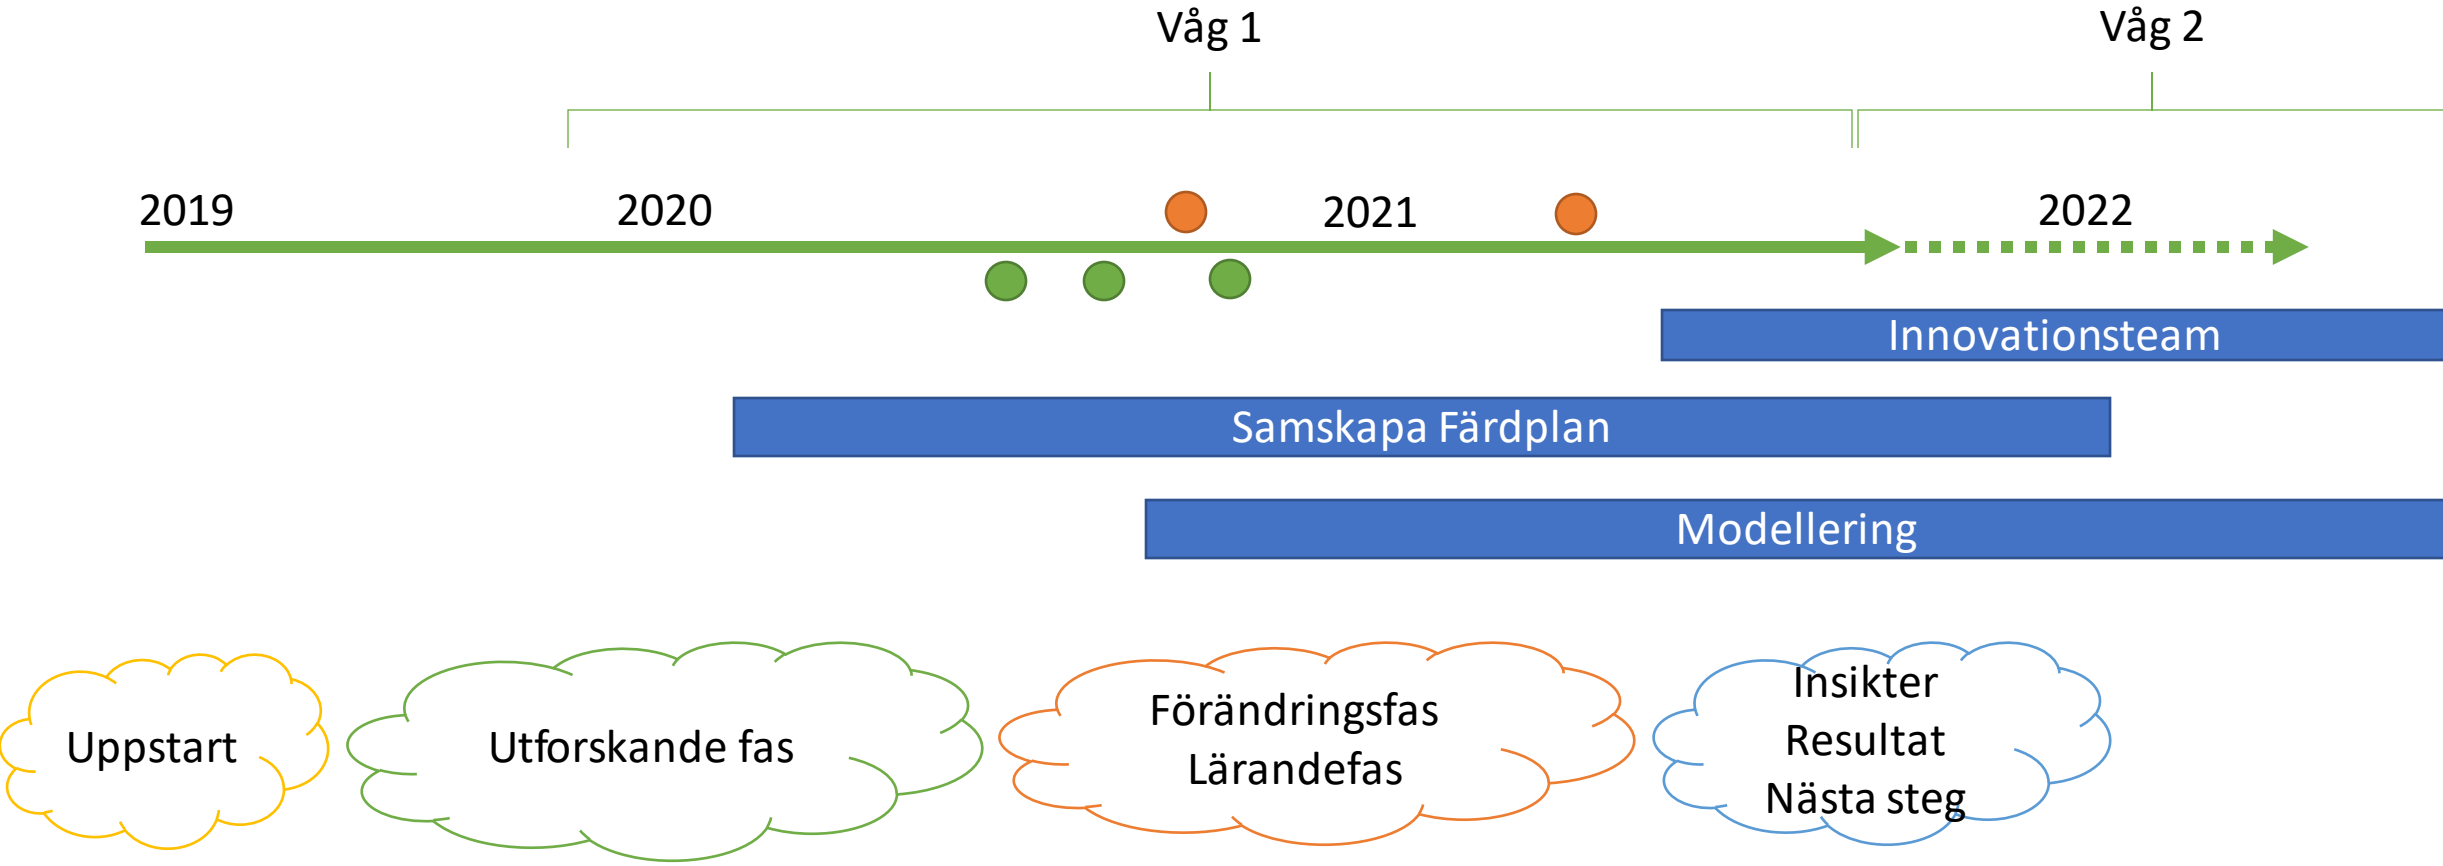 Våg 1
Våg 2
2019
2020
2021
2022
Innovationsteam
Samskapa Färdplan
Modellering
Uppstart
Utforskande fas
Förändringsfas
Lärandefas
Insikter
Resultat
Nästa steg